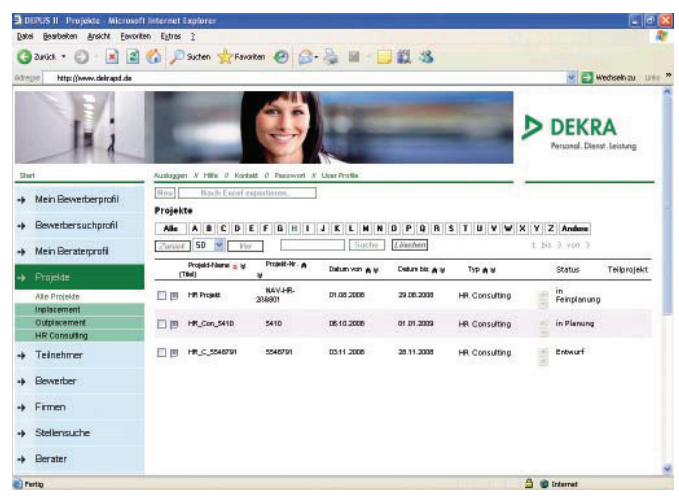 DEPUS II - Projekte - Microsoft Internet Explorer
Datei Bearbeiten Ansicht Favoriten Extras ?
Zurück Suchen Favoriten
Adresse http://www.dekrapd.de Wechseln zu Links
DEKRA
Personal. Dienst. Leistung
Start Ausloggen // Hilfe // Kontakt // Passwort // User Profile
Neu Nach Excel exportieren..
Mein Bewerberprofil
Bewerbersuchprofil
Mein Beraterprofil
Projekte
Alle Projekte
Inplacement
Outplacement
HR Consulting
Teilnehmer
Bewerber
Firmen
Stellensuche
Berater
Projekte
Alle A B C D E F G H I J K L M N O P Q R S T U V W X Y Z Andere
Zurück 50 Vor Suche Löschen 1 bis 3 von 3
Projekt-Name (Titel) Projekt-Nr. Datum von Datum bis Typ Status Teilprojekt
HR Projekt NAV-HR- 01.08.2008 29.08.2008 HR Consulting in Feinplanung
HR_Con_5410 5410 06.10.2008 01.01.2009 HR Consulting in Planung
HR_C_5548791 5548791 03.11.2008 28.11.2008 HR Consulting Entwurf
Fertig Internet